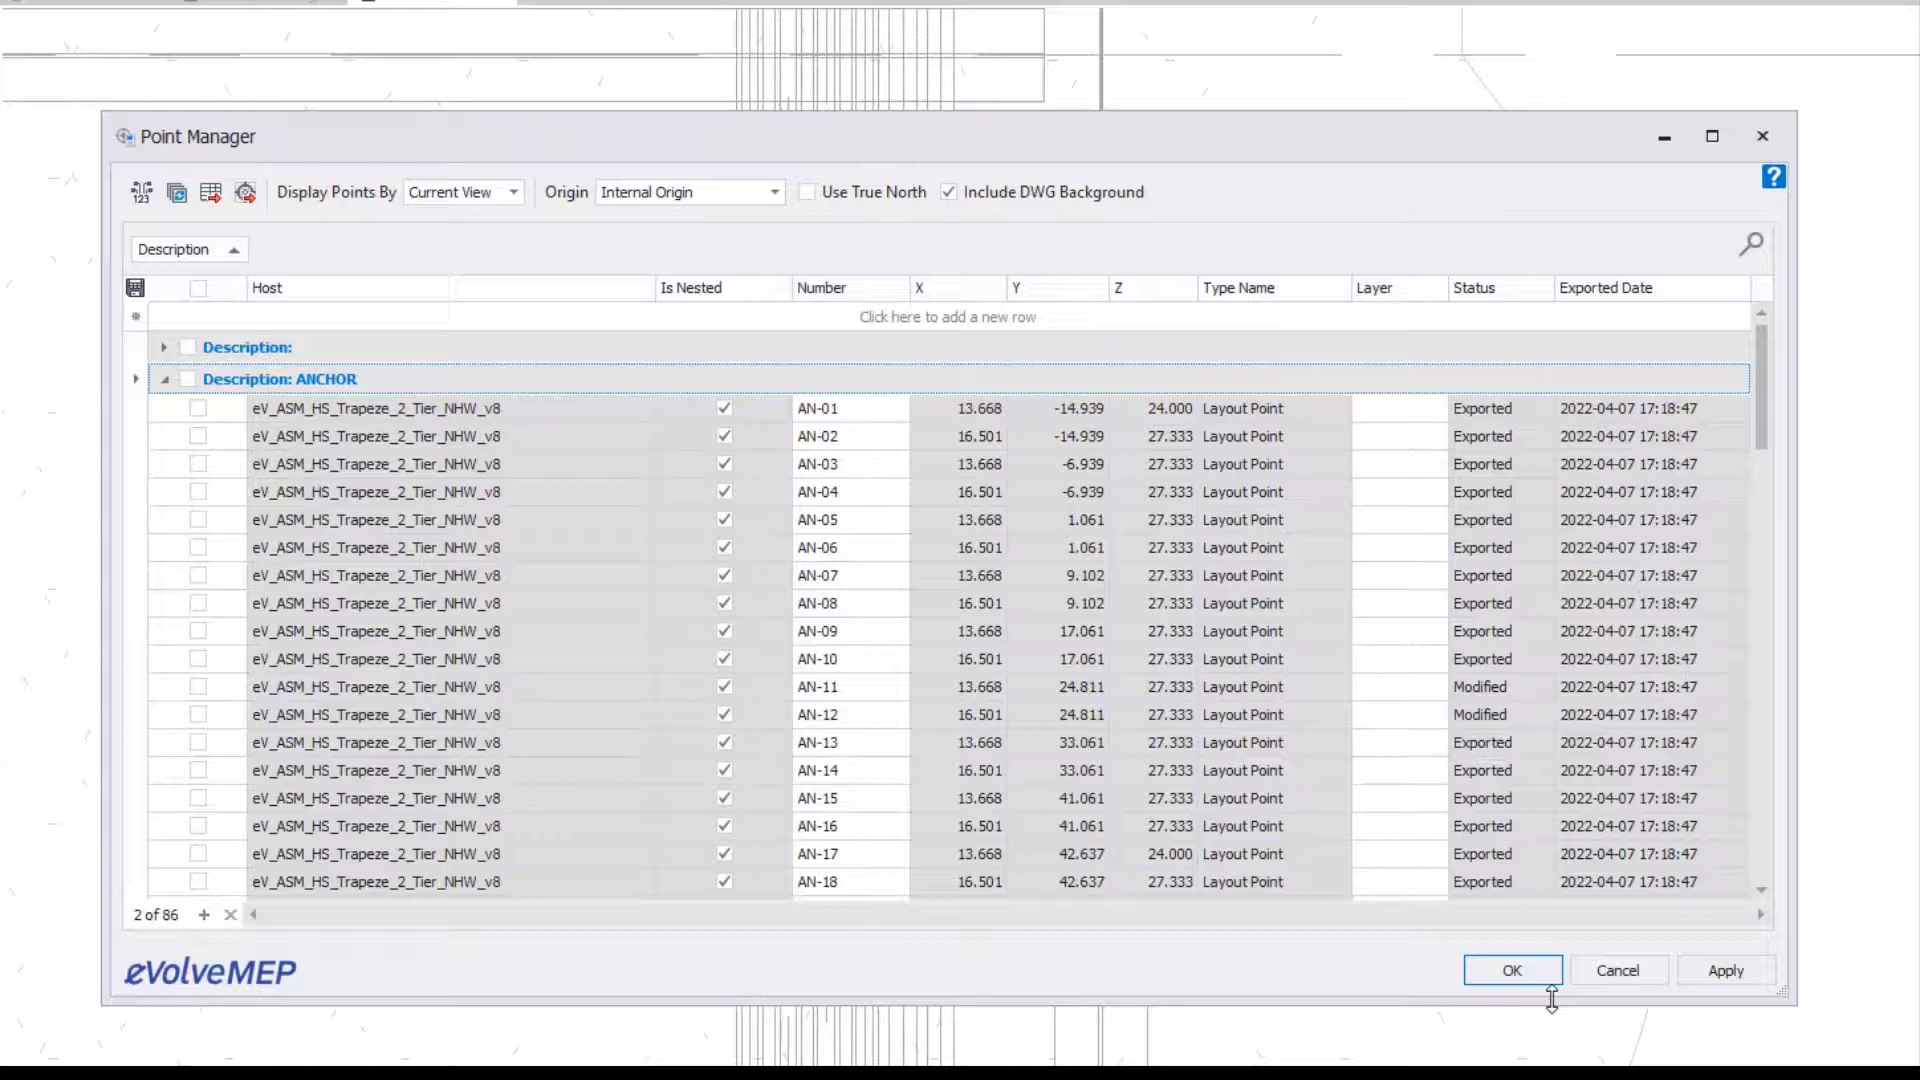 Point Manager
Display Points By Current View Origin Internal Origin Use True North Include DWG Background ?
Description
Host Is Nested Number X Y Z Type Name Layer Status Exported Date
Click here to add a new row
Description:
Description: ANCHOR
eV_ASM_HS_Trapeze_2_Tier_NHW_v8 AN-01 13.668 -14.939 24.000 Layout Point Exported 2022-04-07 17:18:47
eV_ASM_HS_Trapeze_2_Tier_NHW_v8 AN-02 16.501 -14.939 27.333 Layout Point Exported 2022-04-07 17:18:47
eV_ASM_HS_Trapeze_2_Tier_NHW_v8 AN-03 13.668 -6.939 27.333 Layout Point Exported 2022-04-07 17:18:47
eV_ASM_HS_Trapeze_2_Tier_NHW_v8 AN-04 16.501 -6.939 27.333 Layout Point Exported 2022-04-07 17:18:47
eV_ASM_HS_Trapeze_2_Tier_NHW_v8 AN-05 13.668 1.061 27.333 Layout Point Exported 2022-04-07 17:18:47
eV_ASM_HS_Trapeze_2_Tier_NHW_v8 AN-06 16.501 1.061 27.333 Layout Point Exported 2022-04-07 17:18:47
eV_ASM_HS_Trapeze_2_Tier_NHW_v8 AN-07 13.668 9.102 27.333 Layout Point Exported 2022-04-07 17:18:47
eV_ASM_HS_Trapeze_2_Tier_NHW_v8 AN-08 16.501 9.102 27.333 Layout Point Exported 2022-04-07 17:18:47
eV_ASM_HS_Trapeze_2_Tier_NHW_v8 AN-09 13.668 17.061 27.333 Layout Point Exported 2022-04-07 17:18:47
eV_ASM_HS_Trapeze_2_Tier_NHW_v8 AN-10 16.501 17.061 27.333 Layout Point Exported 2022-04-07 17:18:47
eV_ASM_HS_Trapeze_2_Tier_NHW_v8 AN-11 13.668 24.811 27.333 Layout Point Modified 2022-04-07 17:18:47
eV_ASM_HS_Trapeze_2_Tier_NHW_v8 AN-12 16.501 24.811 27.333 Layout Point Modified 2022-04-07 17:18:47
eV_ASM_HS_Trapeze_2_Tier_NHW_v8 AN-13 13.668 33.061 27.333 Layout Point Exported 2022-04-07 17:18:47
eV_ASM_HS_Trapeze_2_Tier_NHW_v8 AN-14 16.501 33.061 27.333 Layout Point Exported 2022-04-07 17:18:47
eV_ASM_HS_Trapeze_2_Tier_NHW_v8 AN-15 13.668 41.061 27.333 Layout Point Exported 2022-04-07 17:18:47
eV_ASM_HS_Trapeze_2_Tier_NHW_v8 AN-16 16.501 41.061 27.333 Layout Point Exported 2022-04-07 17:18:47
eV_ASM_HS_Trapeze_2_Tier_NHW_v8 AN-17 13.668 42.637 24.000 Layout Point Exported 2022-04-07 17:18:47
eV_ASM_HS_Trapeze_2_Tier_NHW_v8 AN-18 16.501 42.637 27.333 Layout Point Exported 2022-04-07 17:18:47
2 of 86
eVolveMEP
OK Cancel Apply